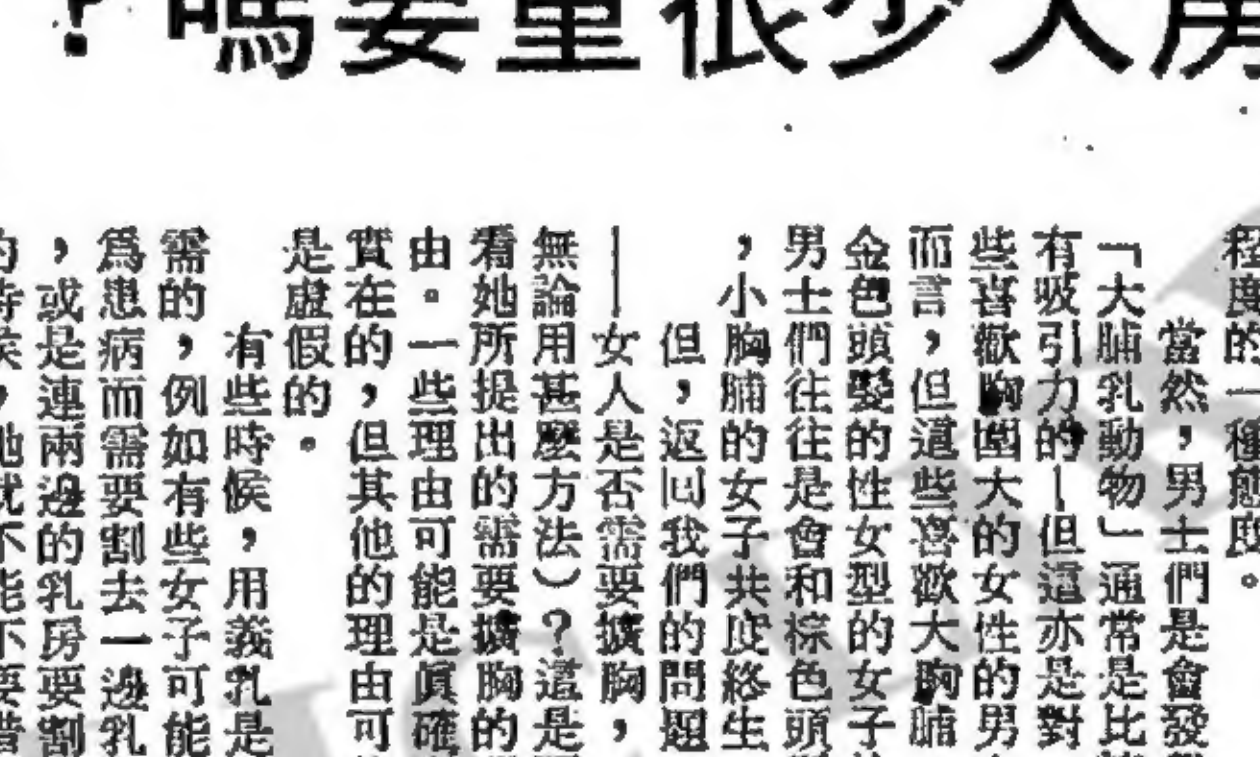 房大少很重要嗎？
程度的一種態度。
當然，男士們是會發
「大脯乳動物」通常是比
有吸引力的—但這亦是對
些喜歡胸圍大的女性的男
而言，但這些喜歡大胸脯
金色頭髮的性女型的女子
男士們往往是會和棕色頭
，小胸脯的女子共度終生
但，返回我們的問題
——女人是否需要擴胸，
無論用甚麼方法）？這是
看她所提出的需要擴胸的
由。一些理由可能是眞確
實在的，但其他的理由可
是虛假的。
有些時候，用義乳是
需的，例如有些女子可能
爲患病而需要割去一邊乳
，或是連兩邊的乳房要割
的時候，她就不能不要借